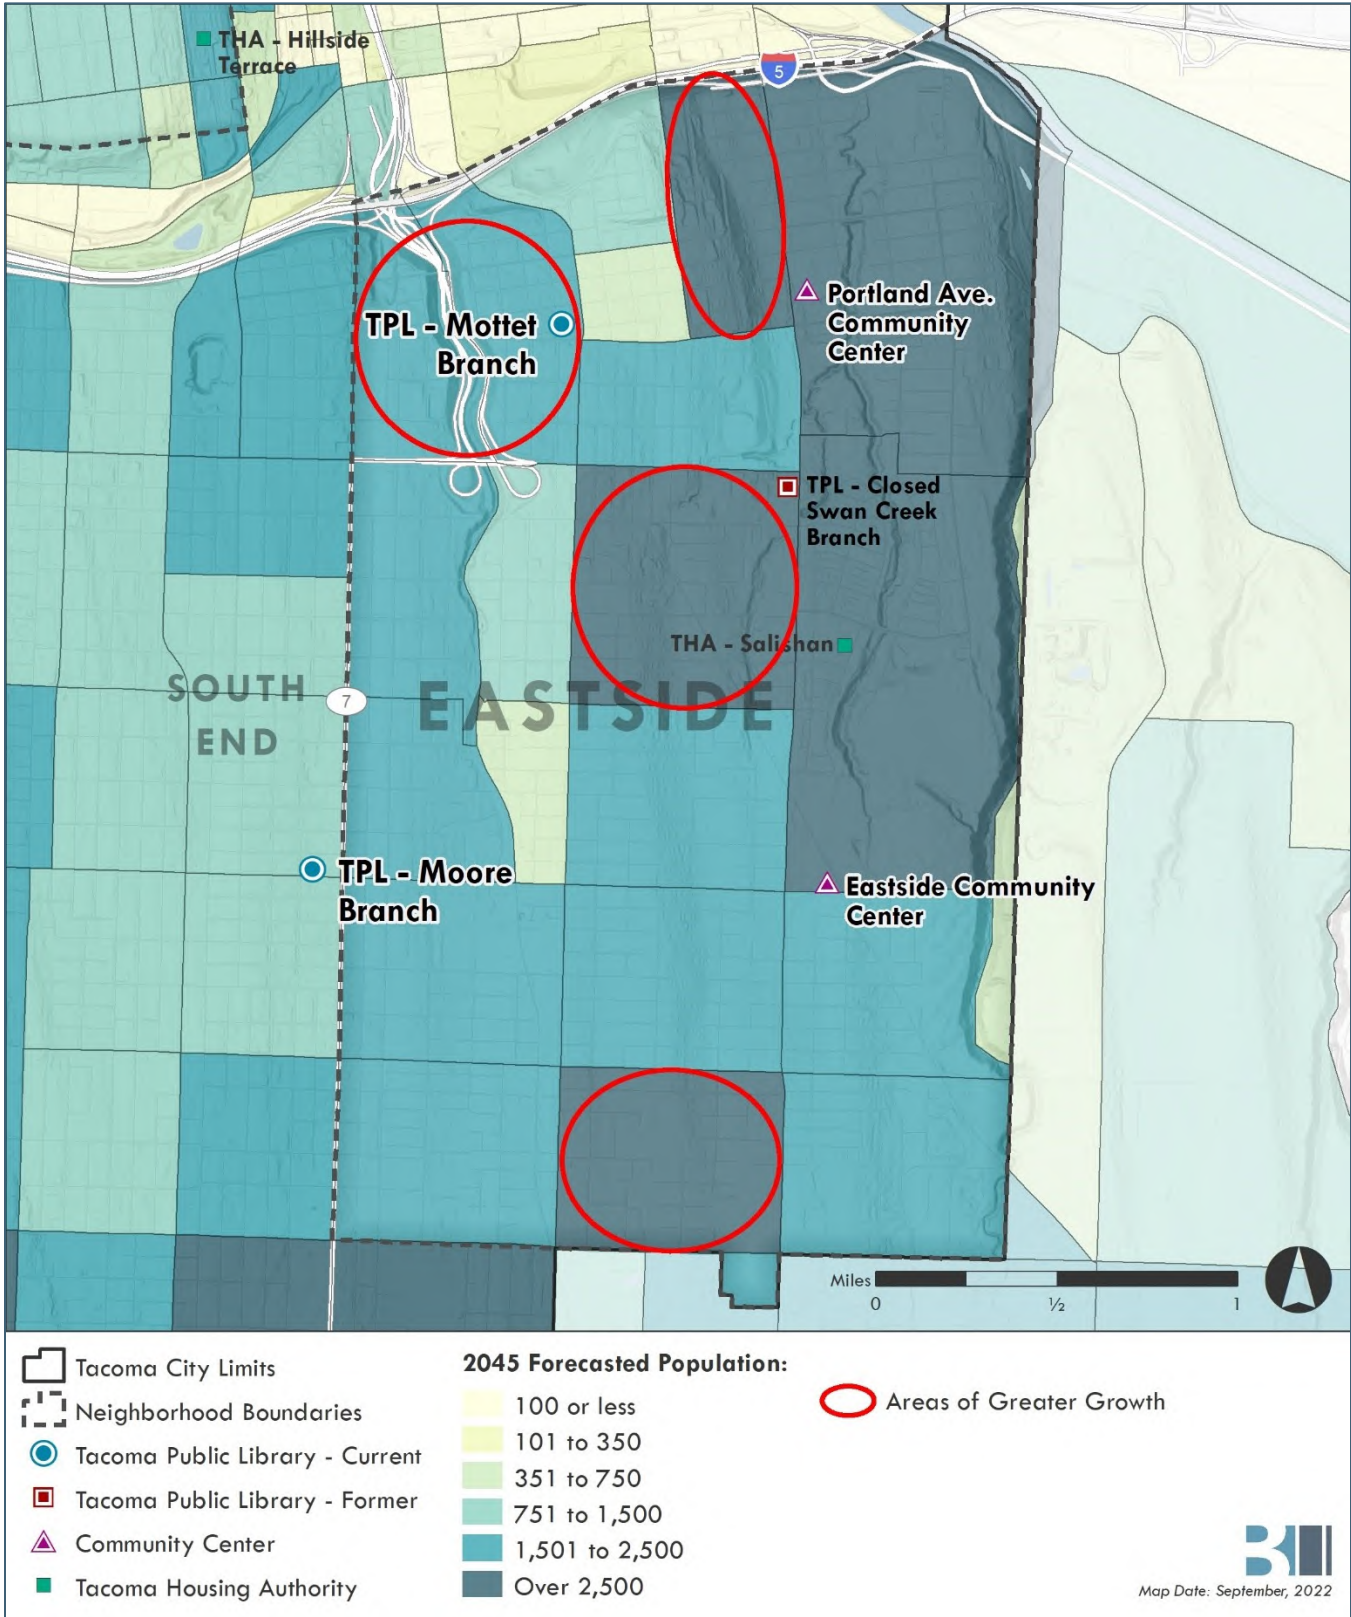 THA - Hillside
Terrace
5
TPL - Mottet
Branch
Portland Ave.
Community
Center
TPL - Closed
Swan Creek
Branch
THA - Salishan
SOUTH
END
7
EASTSIDE
TPL - Moore
Branch
Eastside Community
Center
Miles
0
½
1
Tacoma City Limits
Neighborhood Boundaries
Tacoma Public Library - Current
Tacoma Public Library - Former
Community Center
Tacoma Housing Authority
2045 Forecasted Population:
100 or less
101 to 350
351 to 750
751 to 1,500
1,501 to 2,500
Over 2,500
Areas of Greater Growth
Map Date: September, 2022